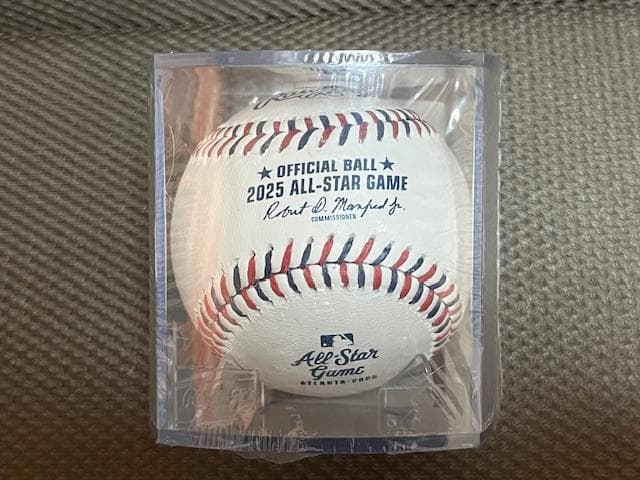 ★ OFFICIAL BALL ★
2025 ALL-STAR GAME
Robert D. Manfred Jr.
COMMISSIONER
All-Star
Game
ATLANTA - 2025